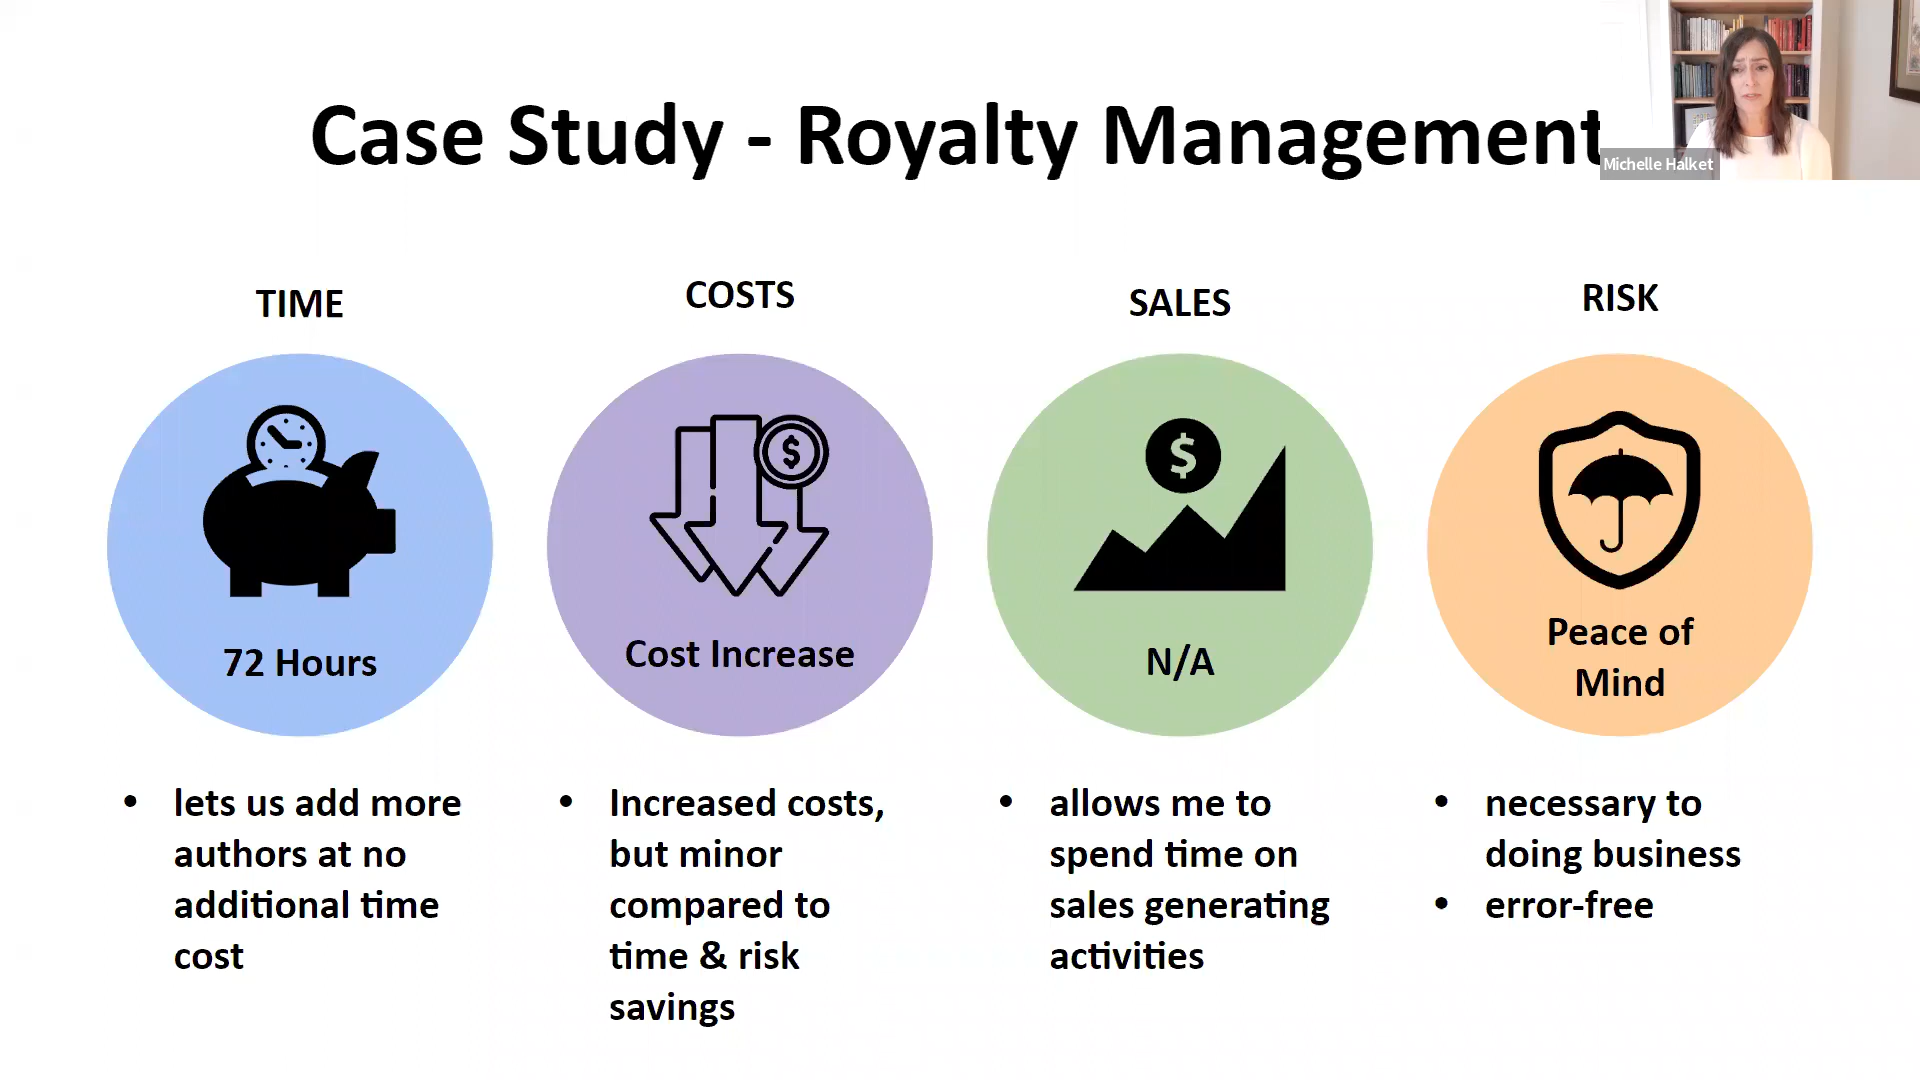 Case Study - Royalty Management
Michelle Halket
TIME
COSTS
SALES
RISK
$
$
72 Hours
Cost Increase
N/A
Peace of
Mind
• lets us add more
authors at no
additional time
cost
• Increased costs,
but minor
compared to
time & risk
savings
• allows me to
spend time on
sales generating
activities
• necessary to
doing business
• error-free